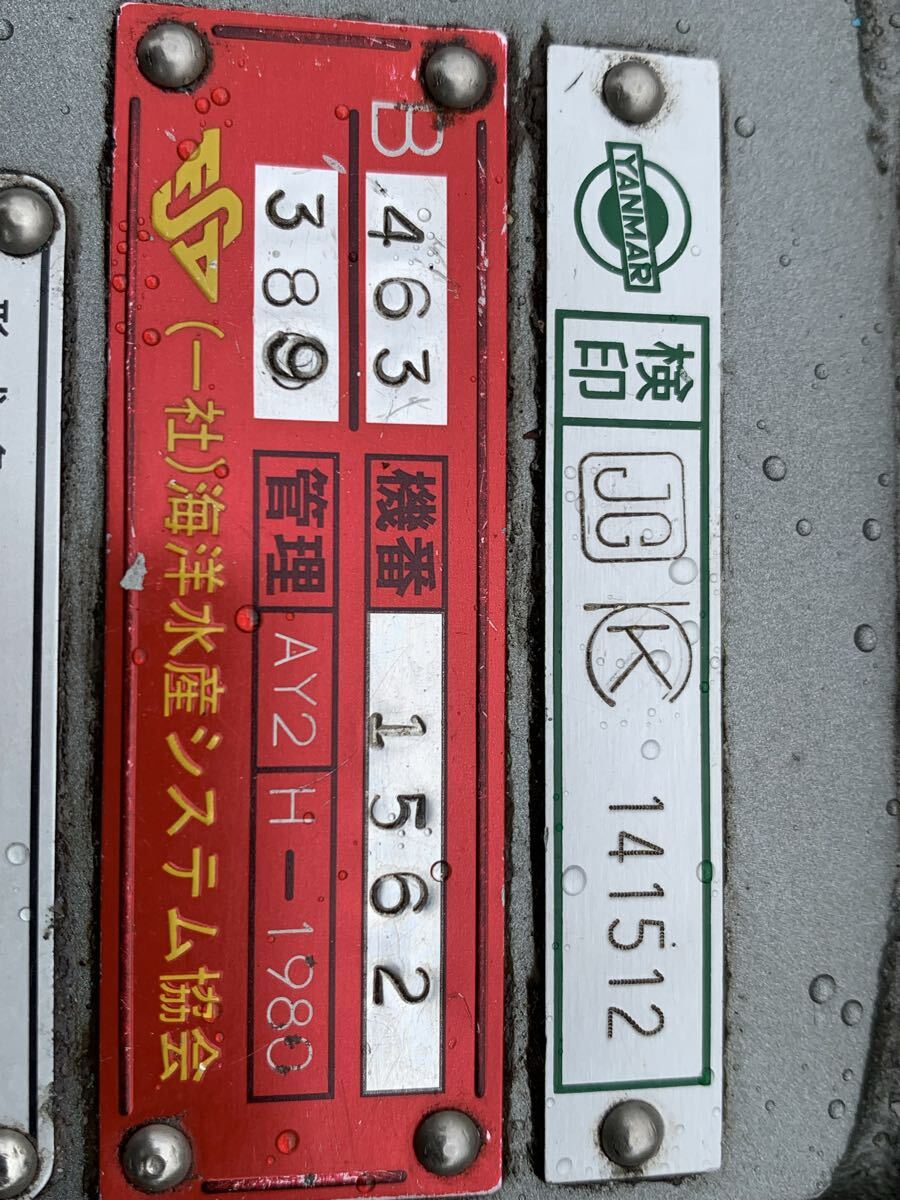 YANMAR
検印 JG K 141512
B 463 機番 1562
389 管理 AY2 H-1980
(一社)海洋水産システム協会